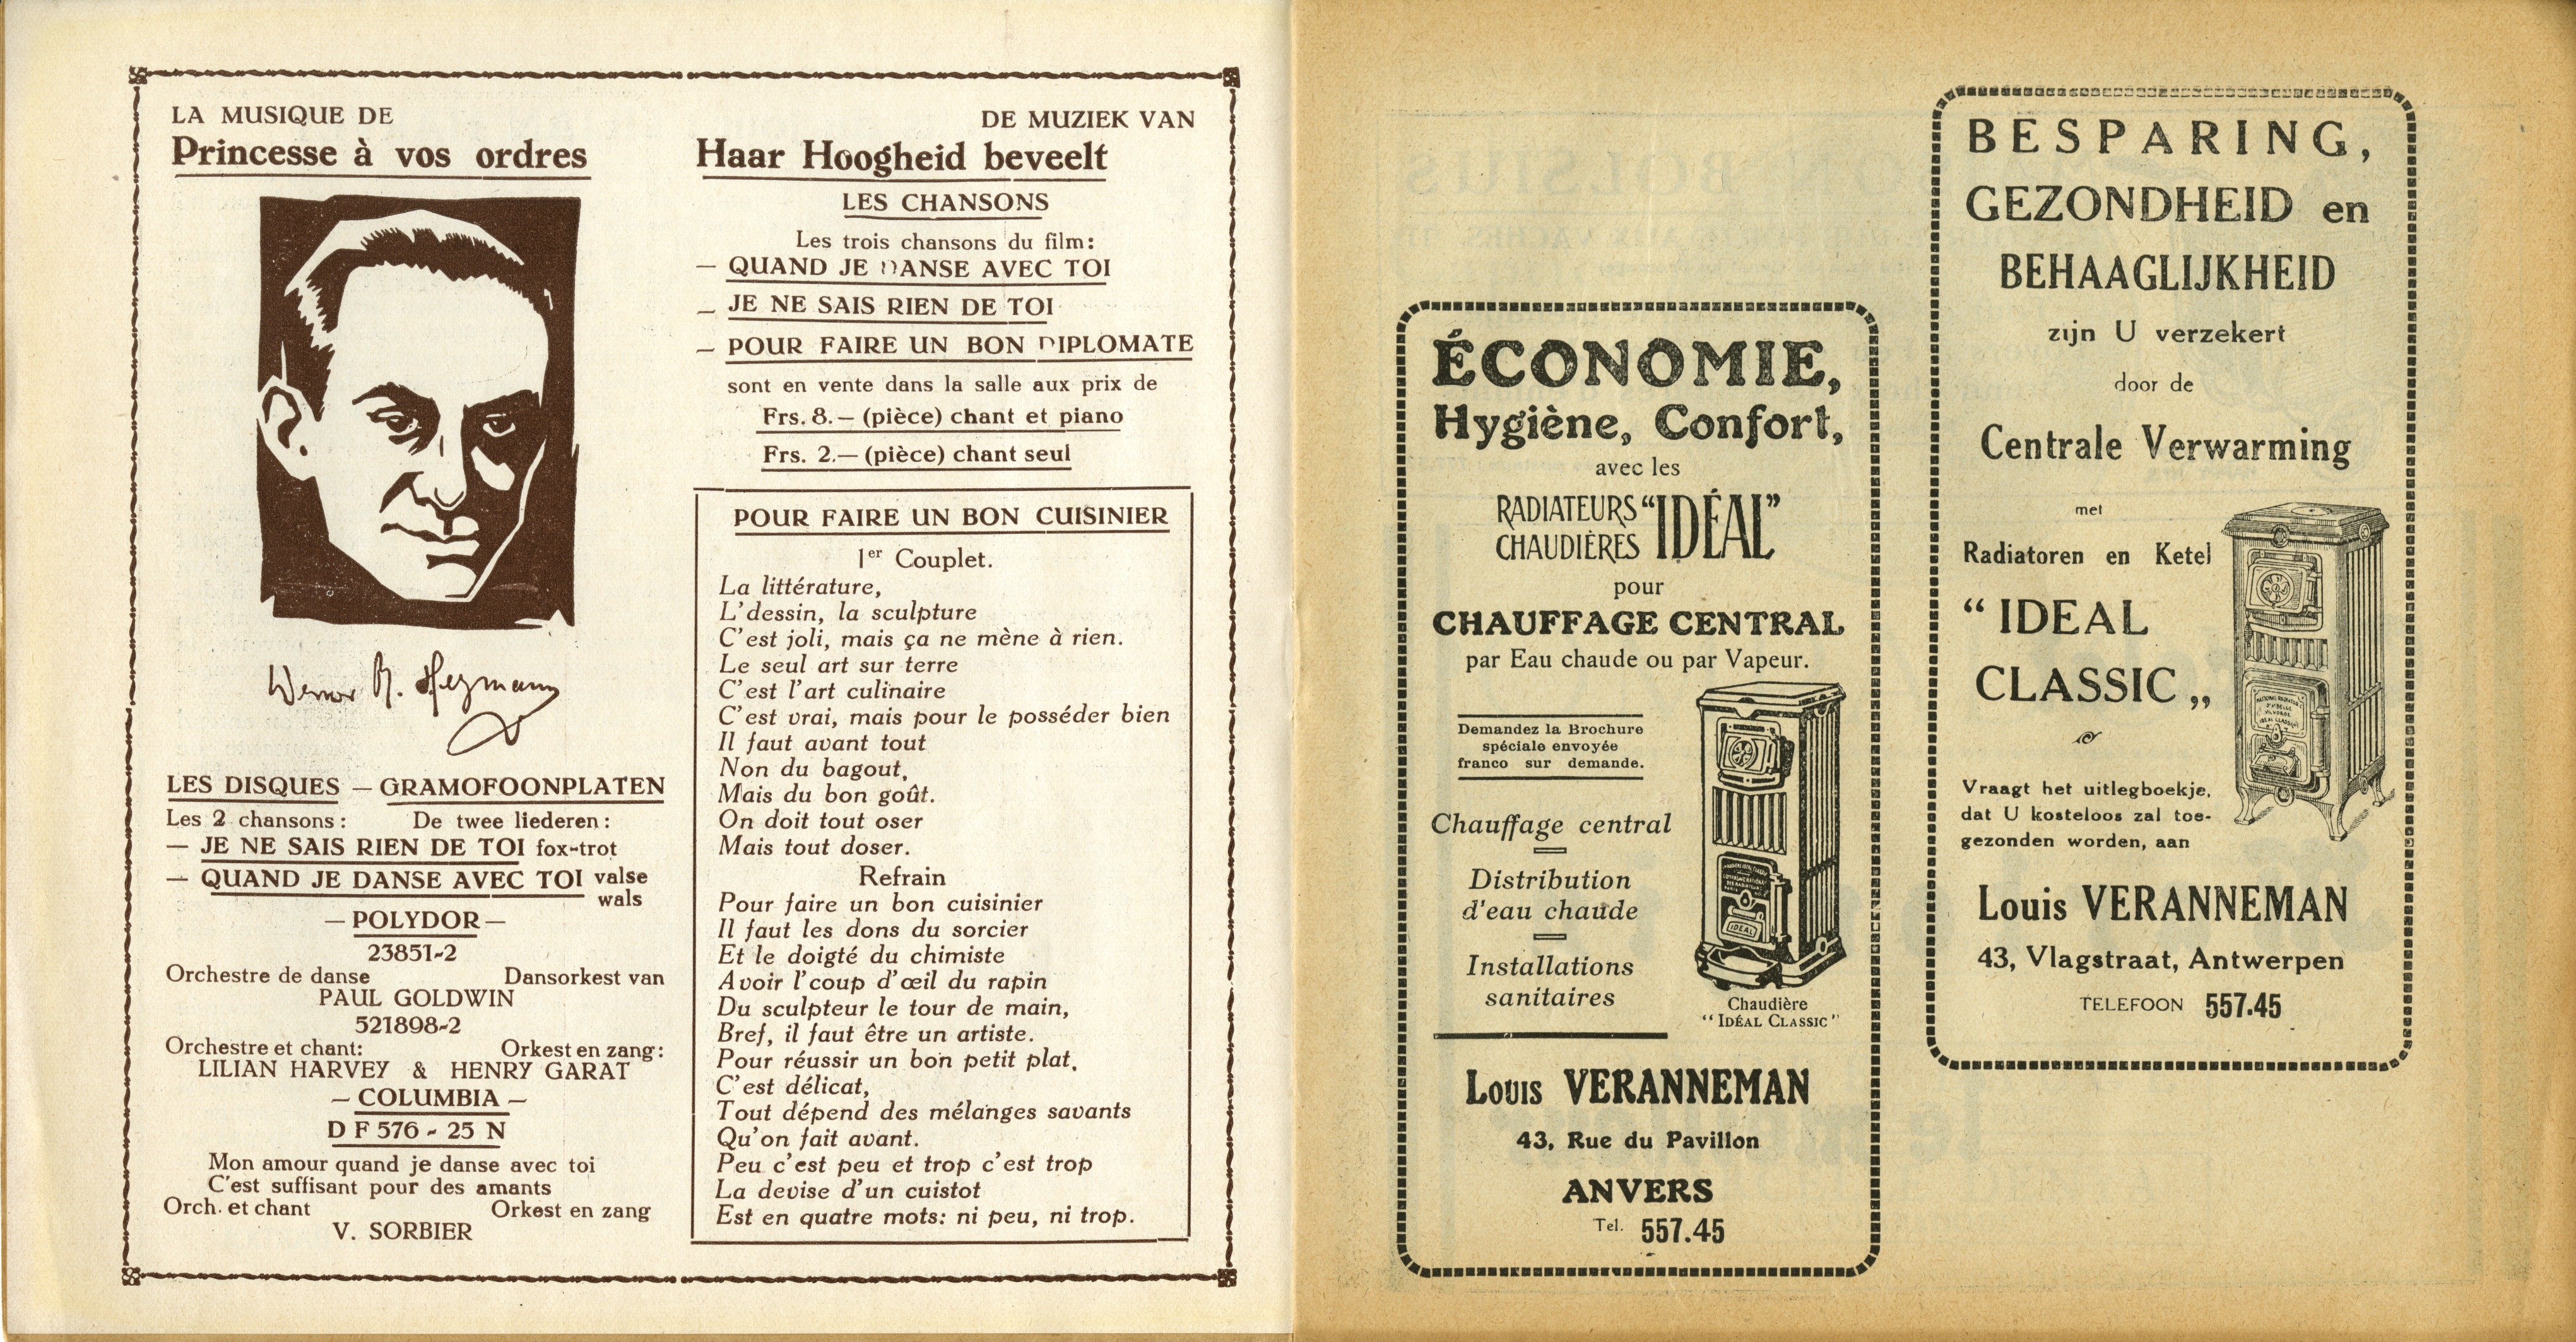 LA MUSIQUE DE
Princesse à vos ordres
Werner R. Heymann
LES DISQUES — GRAMOFOONPLATEN
Les 2 chansons : De twee liederen :
— JE NE SAIS RIEN DE TOI fox-trot
— QUAND JE DANSE AVEC TOI valse
wals
— POLYDOR —
23851-2
Orchestre de danse Dansorkest van
PAUL GOLDWIN
521898-2
Orchestre et chant: Orkest en zang:
LILIAN HARVEY & HENRY GARAT
— COLUMBIA —
D F 576 - 25 N
Mon amour quand je danse avec toi
C'est suffisant pour des amants
Orch. et chant Orkest en zang
V. SORBIER
DE MUZIEK VAN
Haar Hoogheid beveelt
LES CHANSONS
Les trois chansons du film:
— QUAND JE DANSE AVEC TOI
— JE NE SAIS RIEN DE TOI
— POUR FAIRE UN BON DIPLOMATE
sont en vente dans la salle aux prix de
Frs. 8.— (pièce) chant et piano
Frs. 2.— (pièce) chant seul
POUR FAIRE UN BON CUISINIER
1er Couplet.
La littérature,
L'dessin, la sculpture
C'est joli, mais ça ne mène à rien.
Le seul art sur terre
C'est l'art culinaire
C'est vrai, mais pour le posséder bien
Il faut avant tout
Non du bagout,
Mais du bon goût.
On doit tout oser
Mais tout doser.
Refrain
Pour faire un bon cuisinier
Il faut les dons du sorcier
Et le doigté du chimiste
Avoir l'coup d'œil du rapin
Du sculpteur le tour de main,
Bref, il faut être un artiste.
Pour réussir un bon petit plat,
C'est délicat,
Tout dépend des mélanges savants
Qu'on fait avant.
Peu c'est peu et trop c'est trop
La devise d'un cuistot
Est en quatre mots: ni peu, ni trop.
ÉCONOMIE,
Hygiène, Confort,
avec les
RADIATEURS "IDÉAL"
CHAUDIÈRES
pour
CHAUFFAGE CENTRAL
par Eau chaude ou par Vapeur.
Demandez la Brochure
spéciale envoyée
franco sur demande.
Chauffage central
Distribution
d'eau chaude
Installations
sanitaires
IDEAL
Chaudière
"IDÉAL CLASSIC"
Louis VERANNEMAN
43, Rue du Pavillon
ANVERS
Tel. 557.45
BESPARING,
GEZONDHEID en
BEHAAGLIJKHEID
zijn U verzekert
door de
Centrale Verwarming
met
Radiatoren en Ketel
" IDEAL
CLASSIC „
Vraagt het uitlegboekje,
dat U kosteloos zal toe-
gezonden worden, aan
Louis VERANNEMAN
43, Vlagstraat, Antwerpen
TELEFOON 557.45